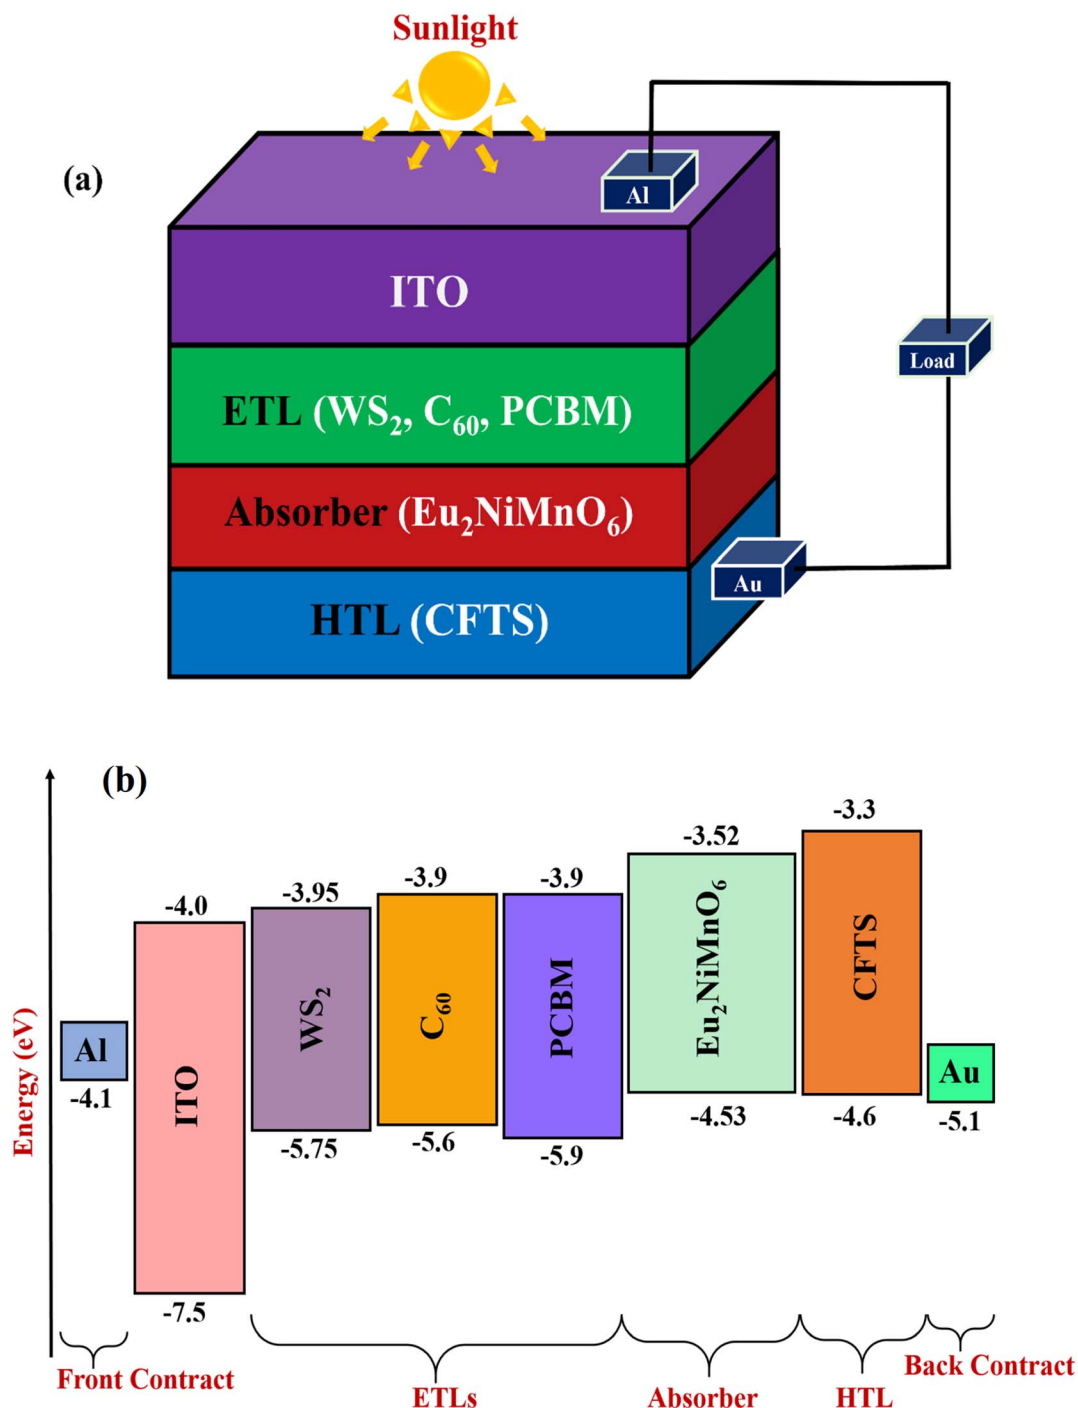 Sunlight
(a)
Al
ITO
Load
ETL (WS₂, C₆₀, PCBM)
Absorber (Eu₂NiMnO₆)
Au
HTL (CFTS)
(b)
Energy (eV)
-3.3
-3.52
-3.95
-3.9
-3.9
-4.0
Al
ITO
WS₂
C₆₀
PCBM
Eu₂NiMnO₆
CFTS
Au
-4.1
-7.5
-5.75
-5.6
-5.9
-4.53
-4.6
-5.1
Front Contract
ETLs
Absorber
HTL
Back Contract